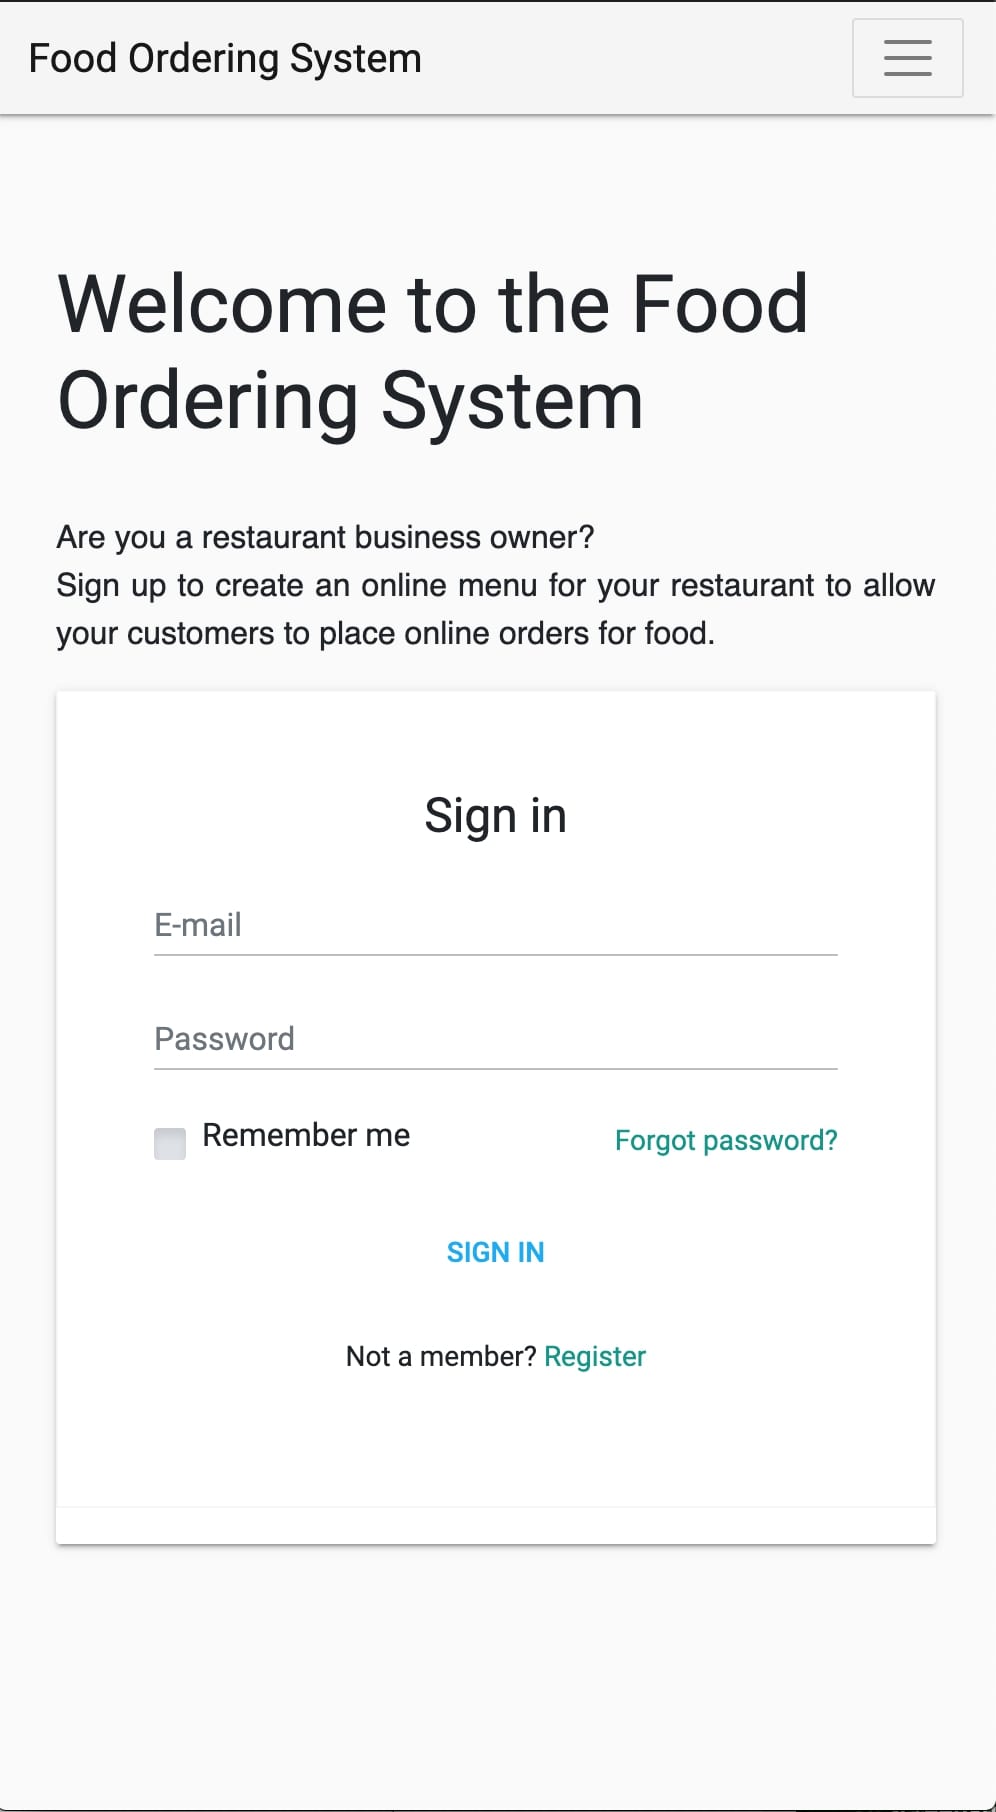 Food Ordering System
Welcome to the Food
Ordering System
Are you a restaurant business owner?
Sign up to create an online menu for your restaurant to allow
your customers to place online orders for food.
Sign in
E-mail
Password
Remember me
Forgot password?
SIGN IN
Not a member? Register